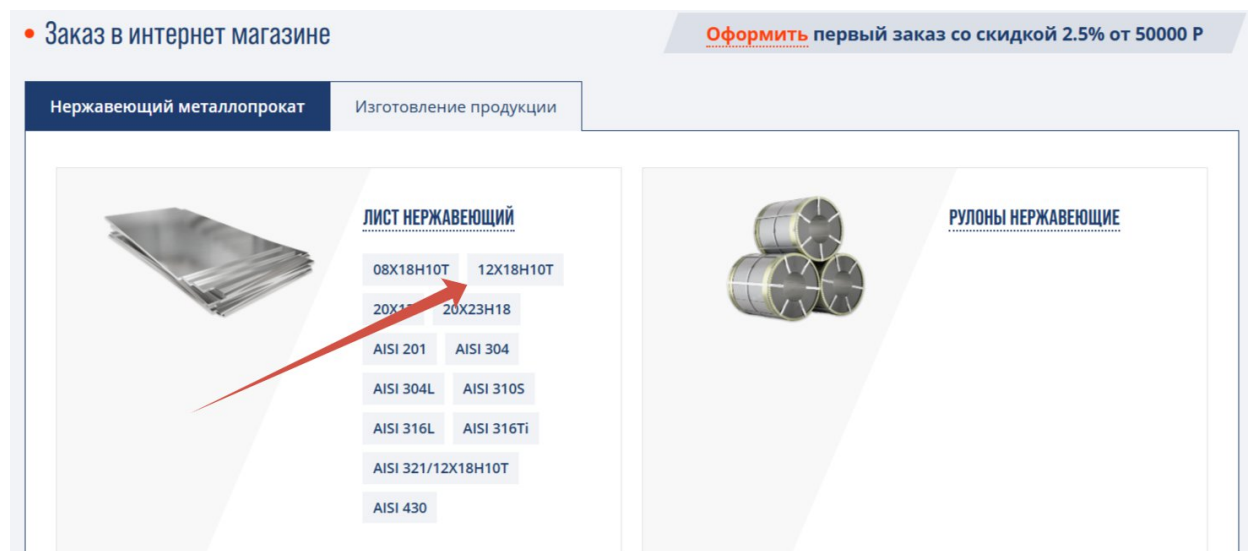 Заказ в интернет магазине
Оформить первый заказ со скидкой 2.5% от 50000 Р
Нержавеющий металлопрокат
Изготовление продукции
ЛИСТ НЕРЖАВЕЮЩИЙ
08Х18Н10Т 12Х18Н10Т
20Х23Н18
AISI 201 AISI 304
AISI 304L AISI 310S
AISI 316L AISI 316Ti
AISI 321/12Х18Н10Т
AISI 430
РУЛОНЫ НЕРЖАВЕЮЩИЕ